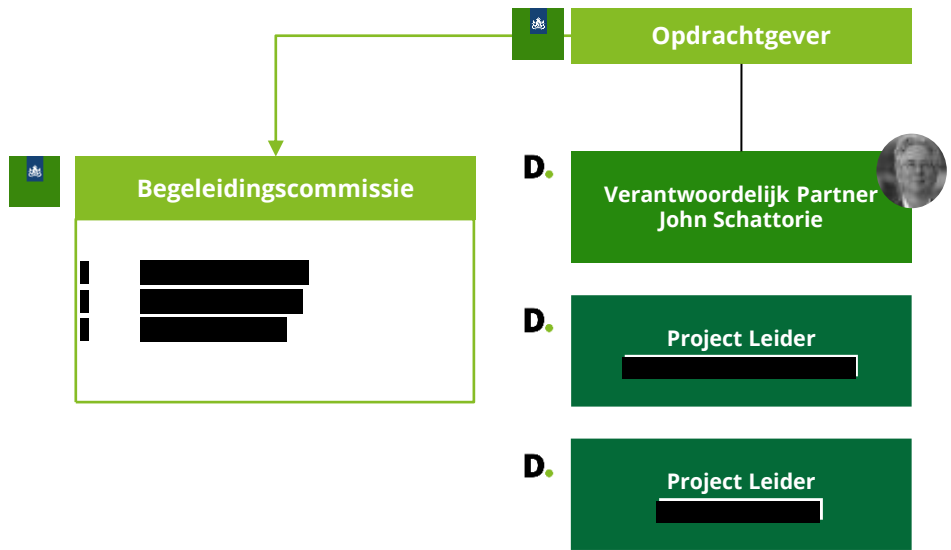 Opdrachtgever
Begeleidingscommissie
D.
Verantwoordelijk Partner
John Schattorie
D.
Project Leider
D.
Project Leider